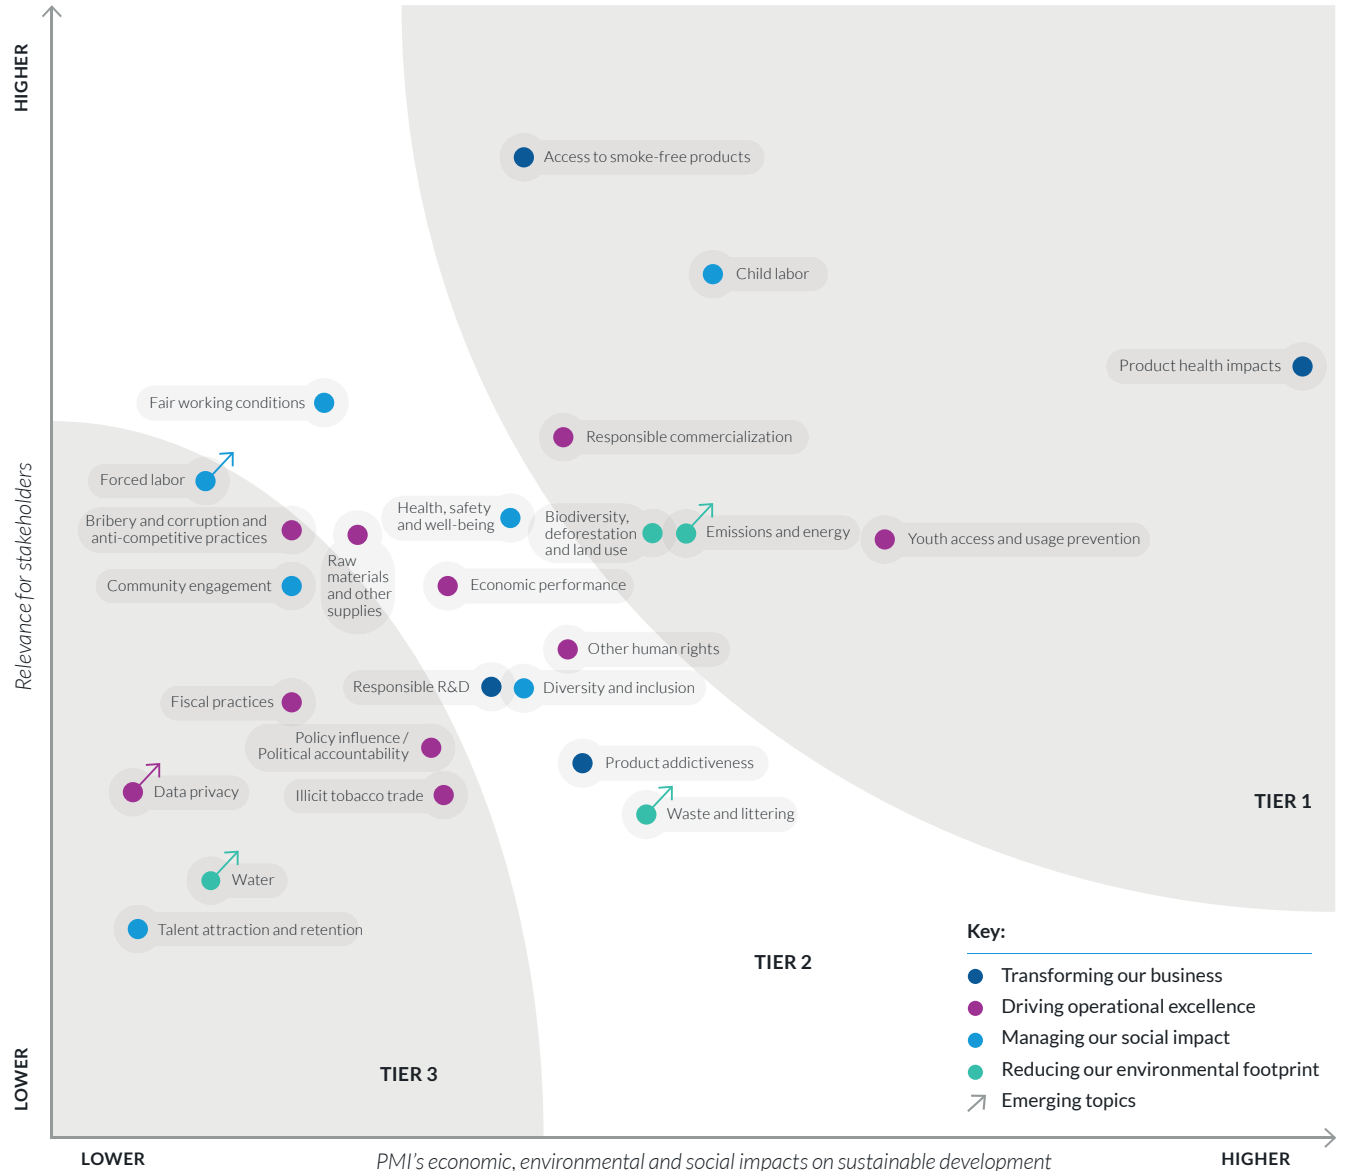 HIGHER
Relevance for stakeholders
LOWER
Access to smoke-free products
Child labor
Product health impacts
Fair working conditions
Responsible commercialization
Forced labor
Health, safety
and well-being
Bribery and corruption and
anti-competitive practices
Biodiversity,
deforestation
and land use
Emissions and energy
Youth access and usage prevention
Raw
materials
and other
supplies
Community engagement
Economic performance
Other human rights
Responsible R&D
Diversity and inclusion
Fiscal practices
Policy influence /
Political accountability
Product addictiveness
Data privacy
Illicit tobacco trade
Waste and littering
TIER 1
Water
Talent attraction and retention
TIER 2
TIER 3
Key:
Transforming our business
Driving operational excellence
Managing our social impact
Reducing our environmental footprint
Emerging topics
LOWER
PMI’s economic, environmental and social impacts on sustainable development
HIGHER